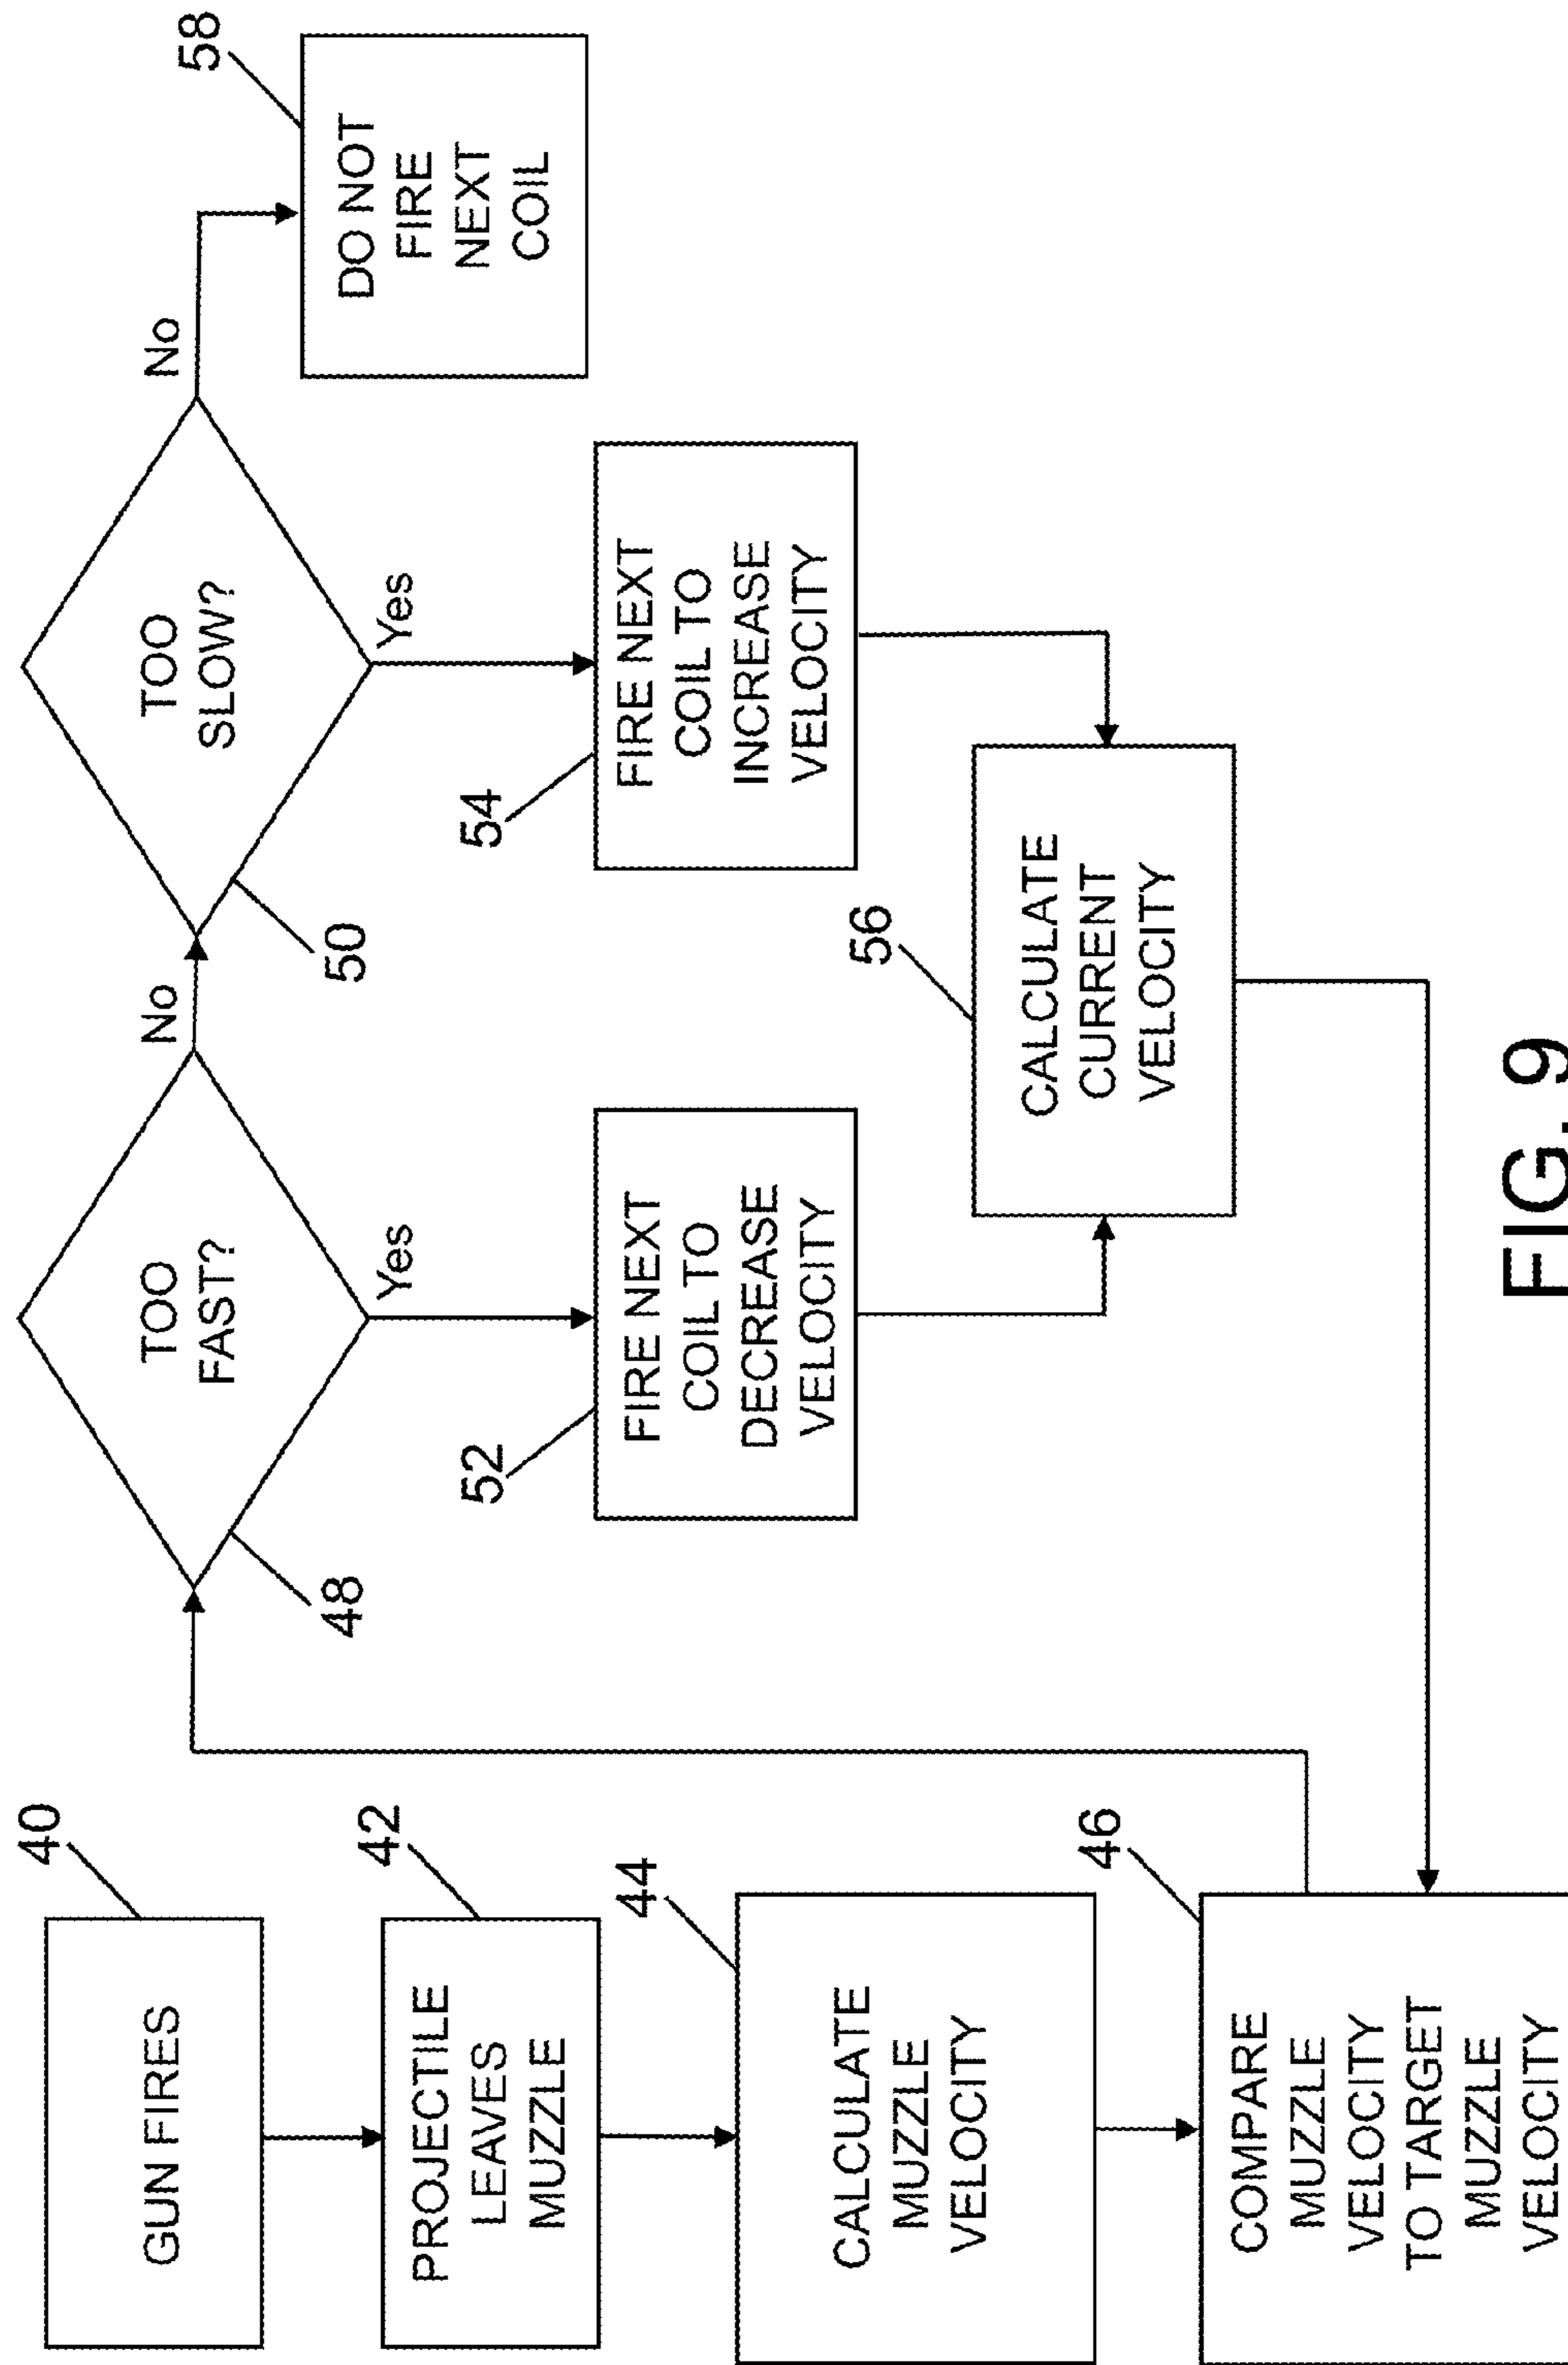 40
GUN FIRES
42
PROJECTILE
LEAVES
MUZZLE
44
CALCULATE
MUZZLE
VELOCITY
46
COMPARE
MUZZLE
VELOCITY
TO TARGET
MUZZLE
VELOCITY
48
TOO
FAST?
No
Yes
52
FIRE NEXT
COIL TO
DECREASE
VELOCITY
50
TOO
SLOW?
No
Yes
54
FIRE NEXT
COIL TO
INCREASE
VELOCITY
56
CALCULATE
CURRENT
VELOCITY
58
DO NOT
FIRE
NEXT
COIL
FIG. 9